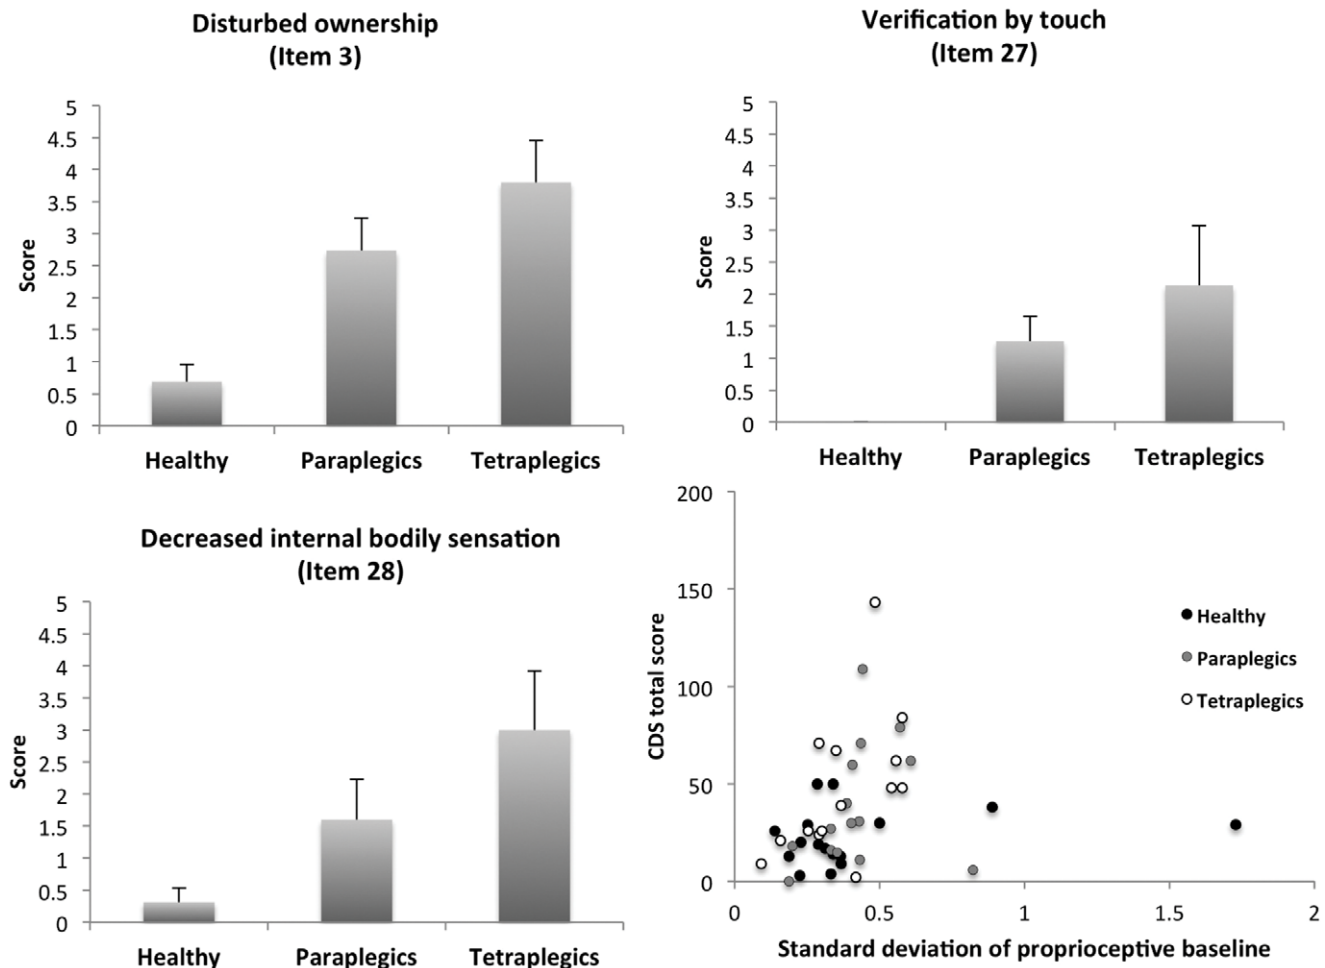 Disturbed ownership
(Item 3)
5
4.5
4
3.5
3
2.5
2
1.5
1
0.5
0
Score
Healthy Paraplegics Tetraplegics
Verification by touch
(Item 27)
5
4.5
4
3.5
3
2.5
2
1.5
1
0.5
0
Score
Healthy Paraplegics Tetraplegics
Decreased internal bodily sensation
(Item 28)
5
4.5
4
3.5
3
2.5
2
1.5
1
0.5
0
Score
Healthy Paraplegics Tetraplegics
200
150
100
50
0
CDS total score
Healthy
Paraplegics
Tetraplegics
0 0.5 1 1.5 2
Standard deviation of proprioceptive baseline